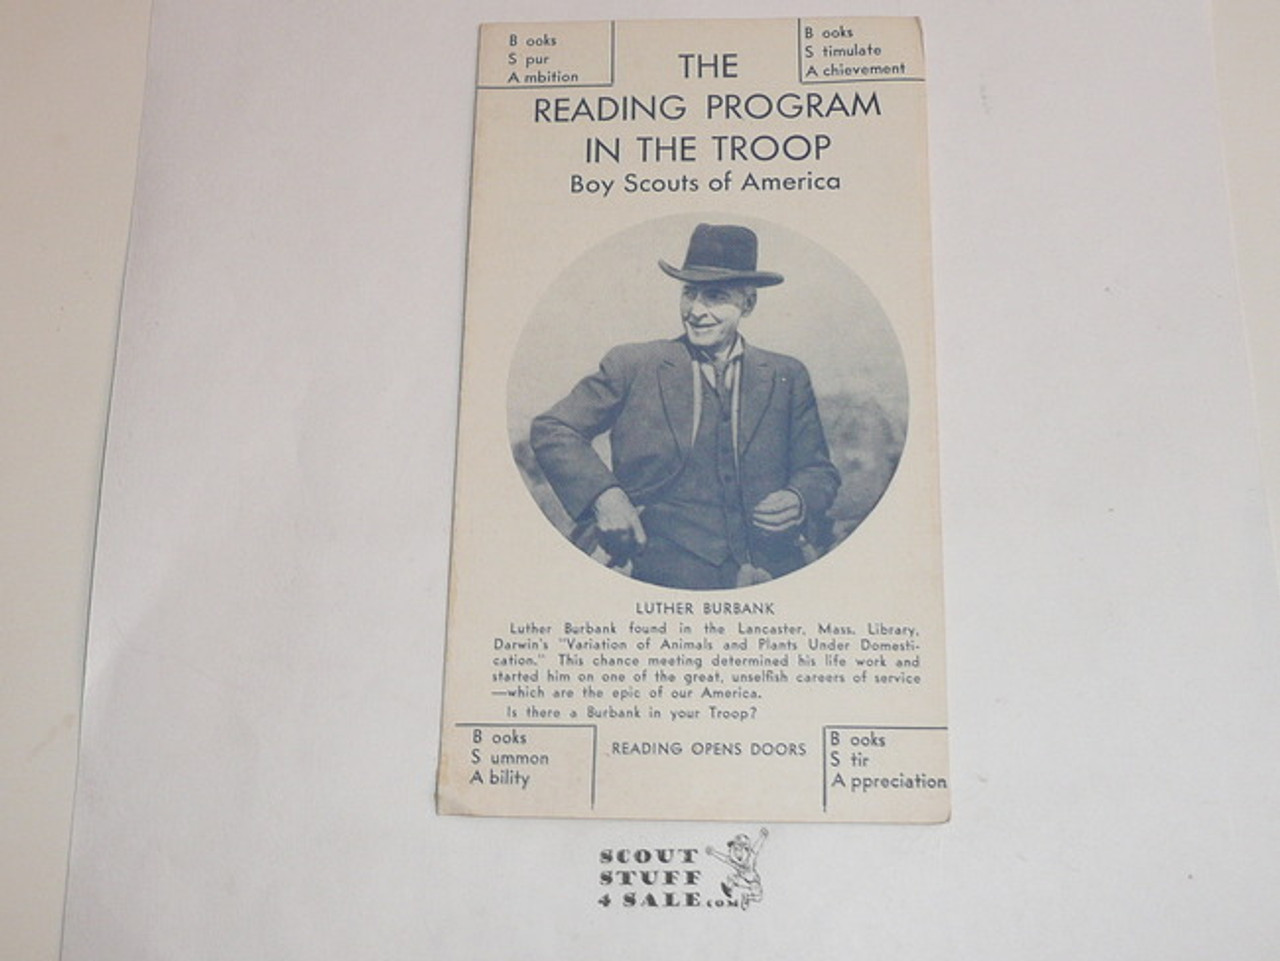 B ooks
S pur
A mbition
B ooks
S timulate
A chievement
THE
READING PROGRAM
IN THE TROOP
Boy Scouts of America
LUTHER BURBANK
Luther Burbank found in the Lancaster, Mass. Library,
Darwin's "Variation of Animals and Plants Under Domesti-
cation." This chance meeting determined his life work and
started him on one of the great, unselfish careers of service
—which are the epic of our America.
Is there a Burbank in your Troop?
B ooks
S ummon
A bility
READING OPENS DOORS
B ooks
S tir
A ppreciation
SCOUT
STUFF
4 SALE.COM